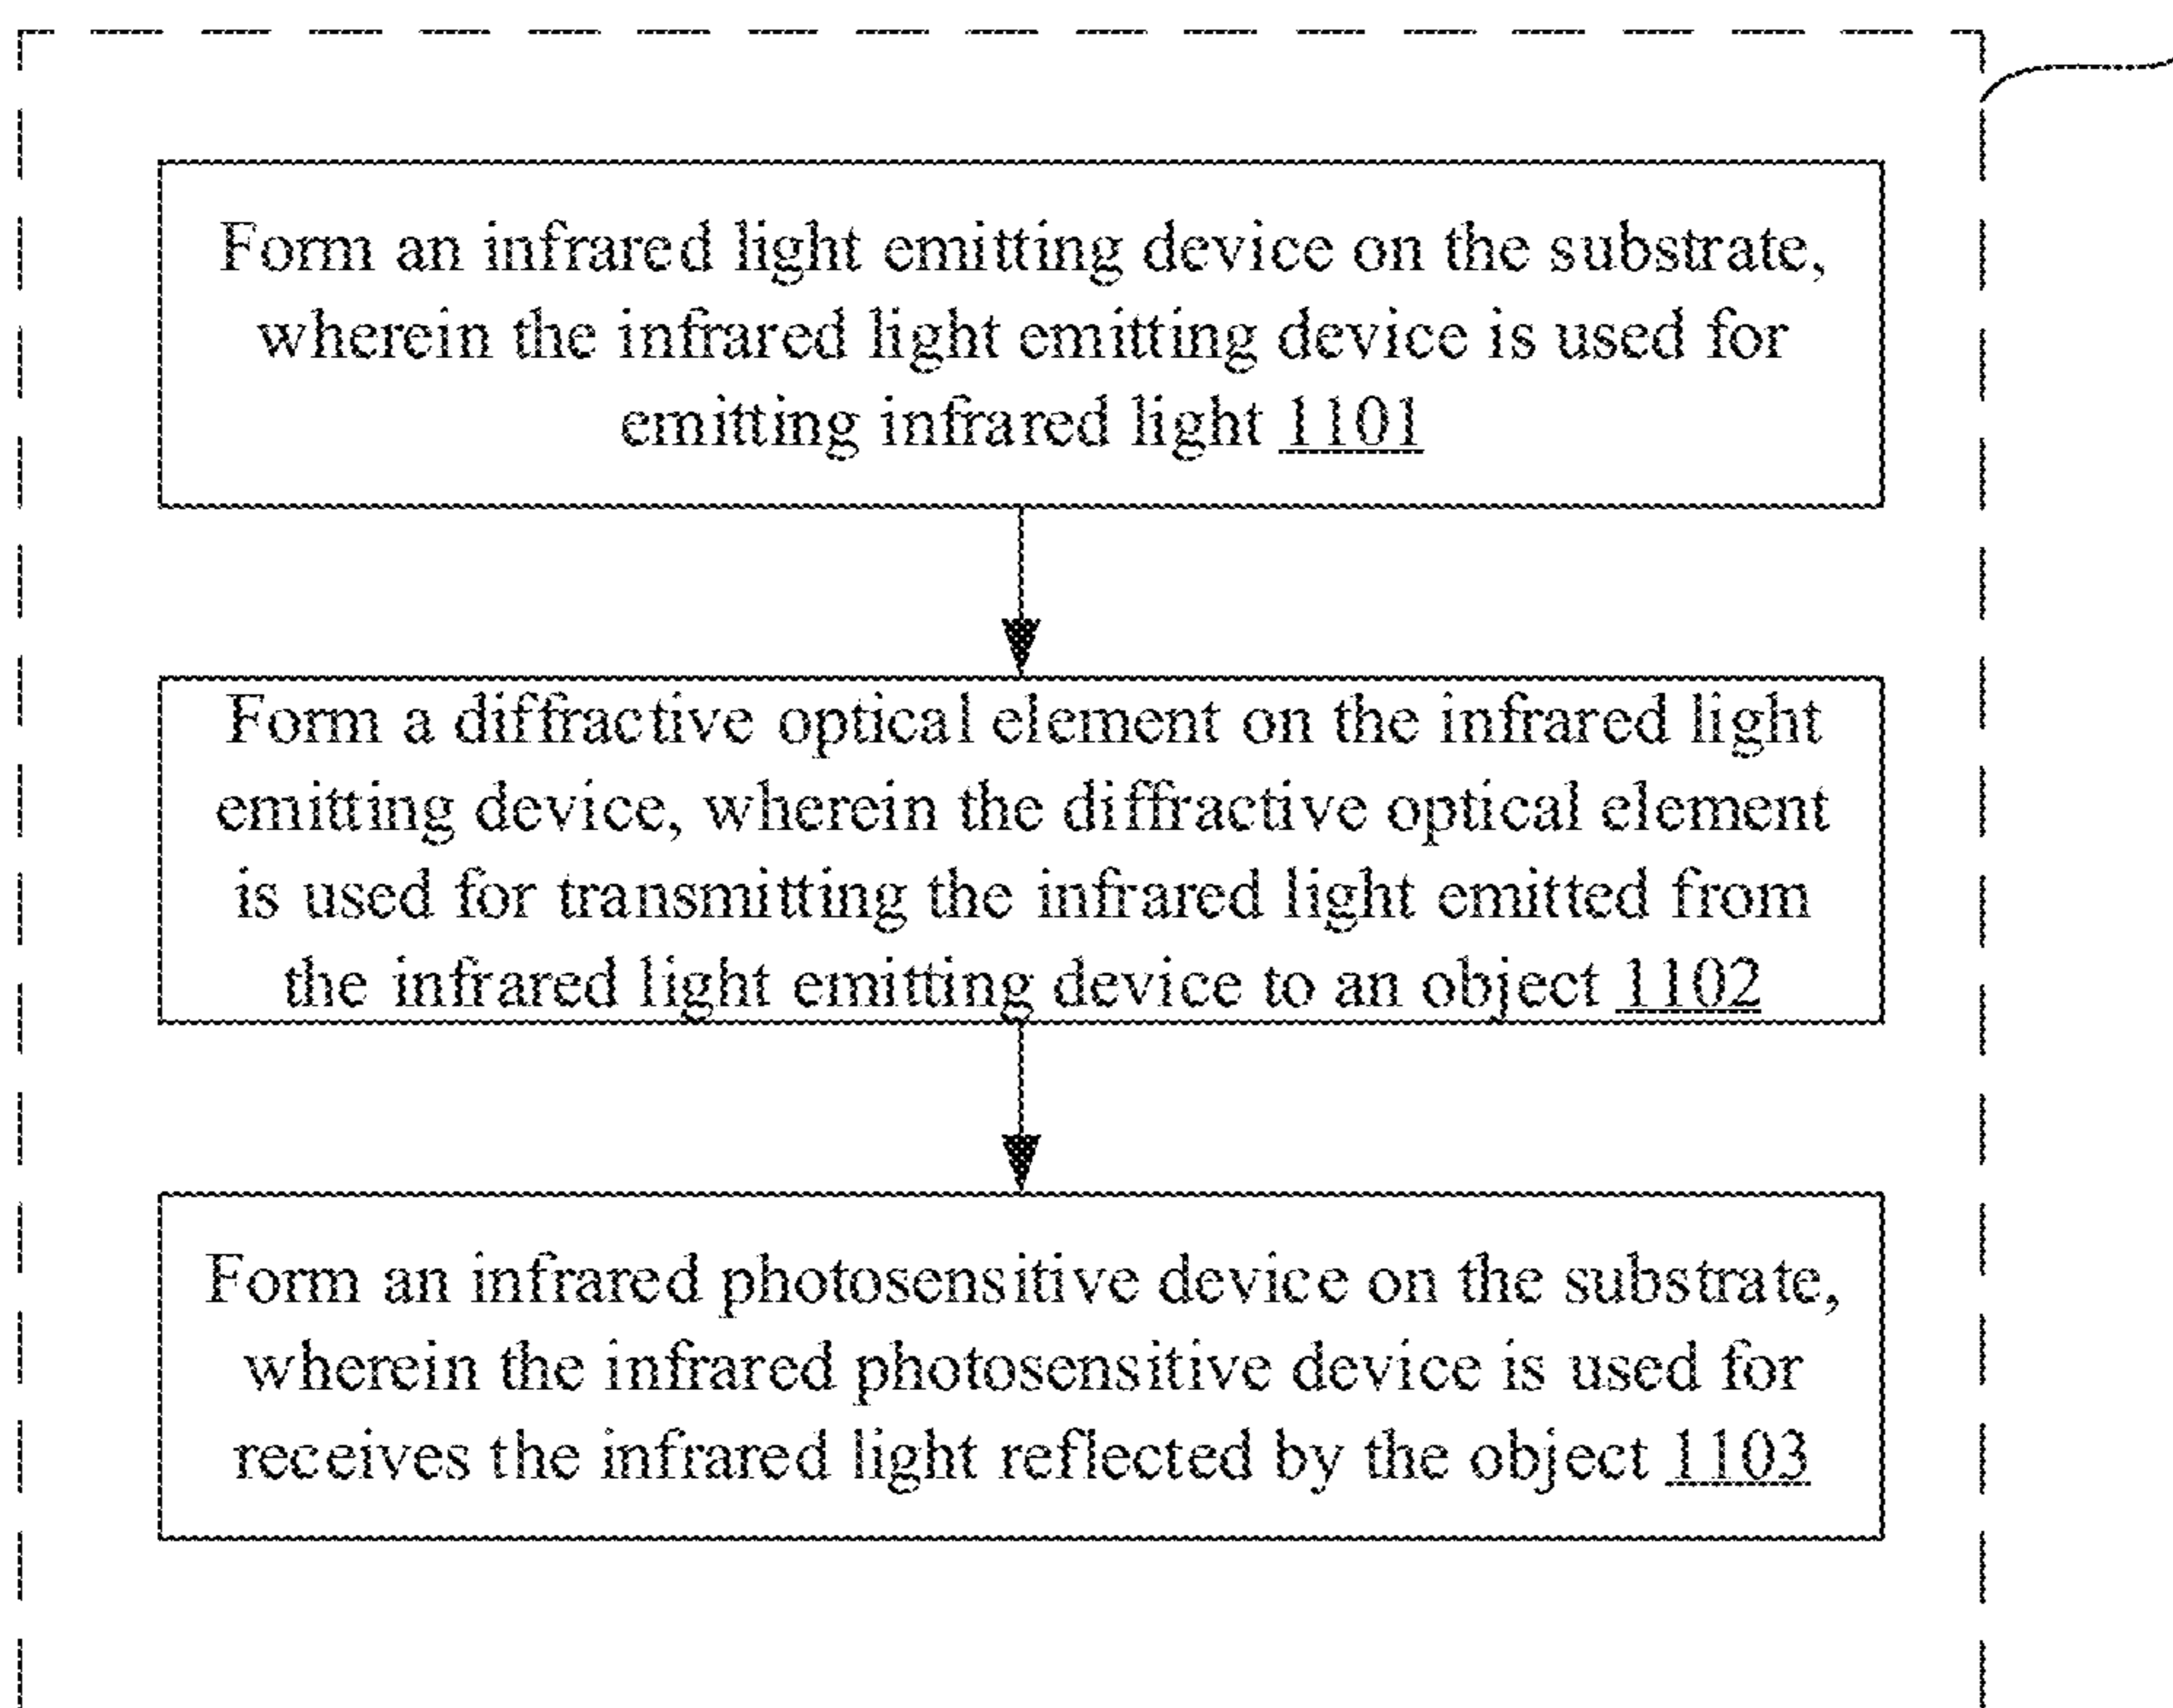 Form an infrared light emitting device on the substrate,
wherein the infrared light emitting device is used for
emitting infrared light 1101
Form a diffractive optical element on the infrared light
emitting device, wherein the diffractive optical element
is used for transmitting the infrared light emitted from
the infrared light emitting device to an object 1102
Form an infrared photosensitive device on the substrate,
wherein the infrared photosensitive device is used for
receives the infrared light reflected by the object 1103